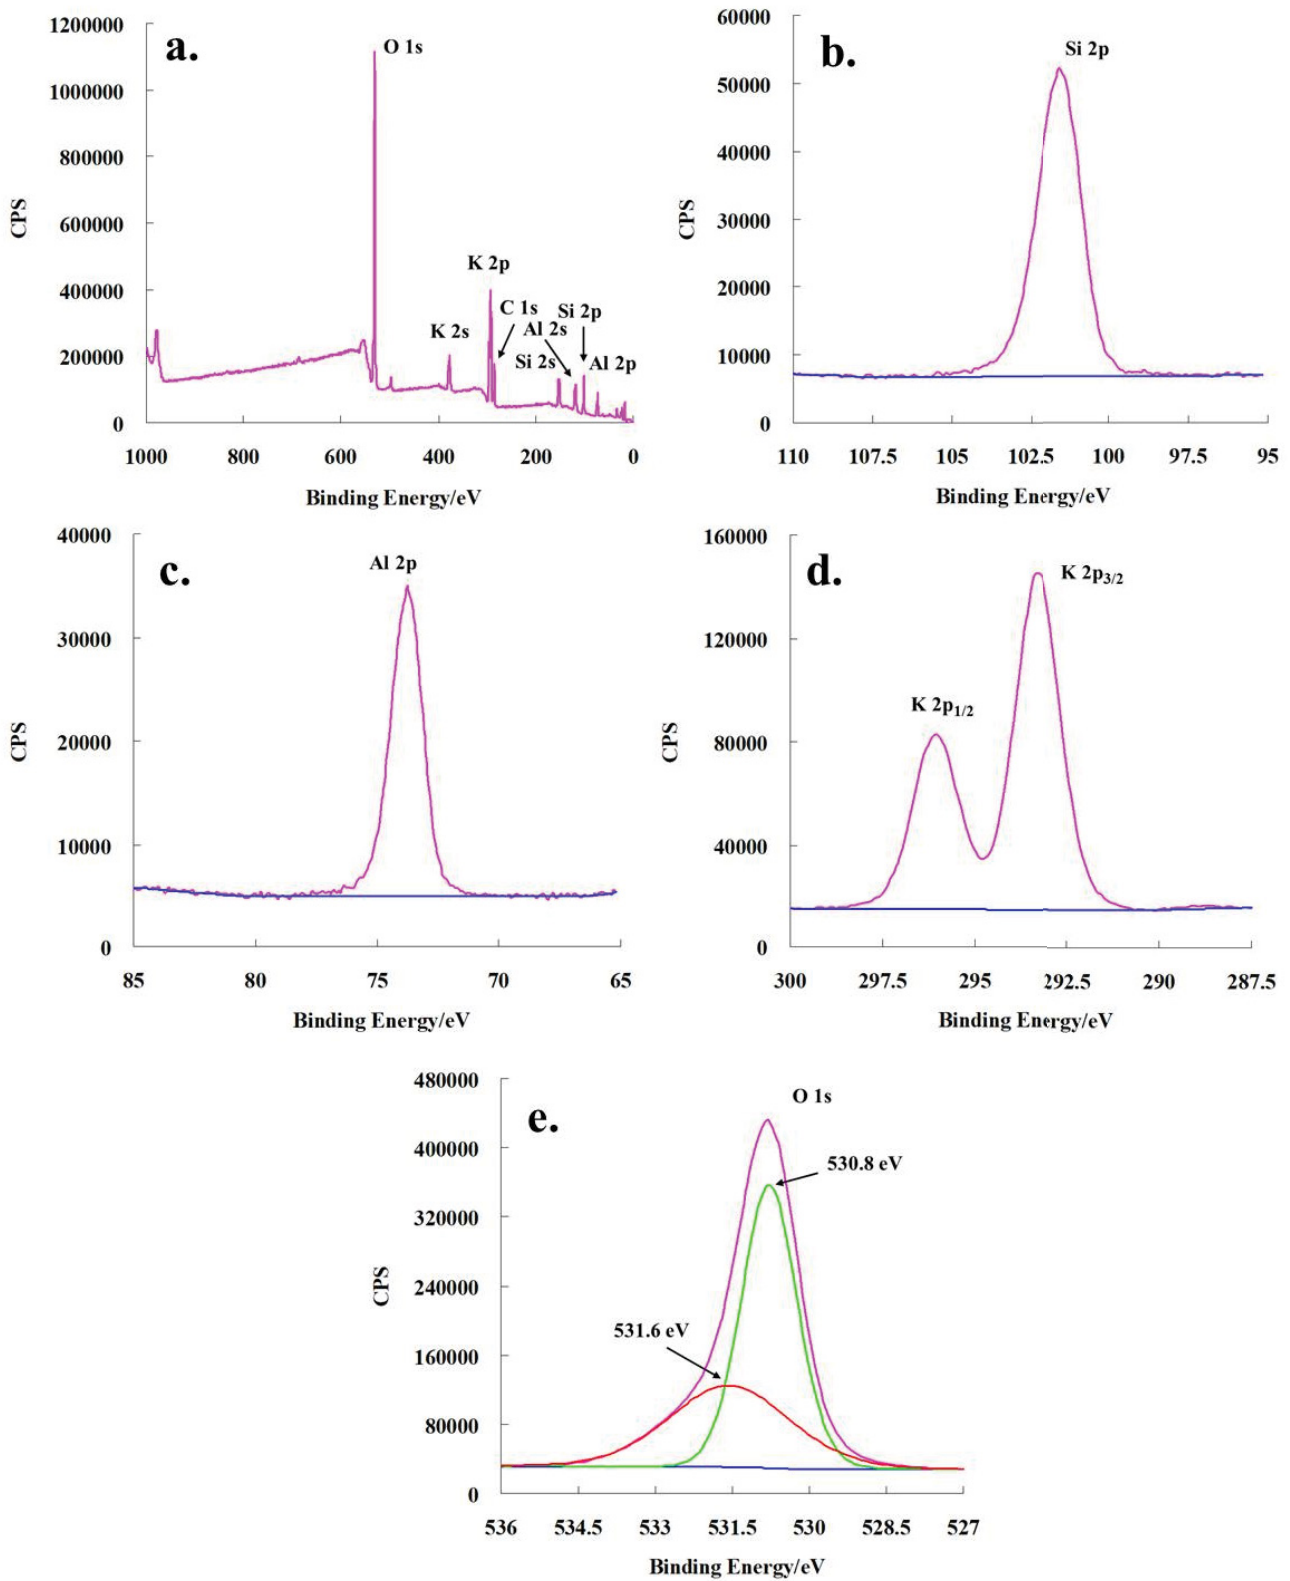 a.
1200000
1000000
800000
600000
400000
200000
0
CPS
O 1s
K 2p
K 2s
C 1s
Si 2p
Al 2s
Si 2s
Al 2p
1000 800 600 400 200 0
Binding Energy/eV
b.
60000
50000
40000
30000
20000
10000
0
CPS
Si 2p
110 107.5 105 102.5 100 97.5 95
Binding Energy/eV
c.
40000
30000
20000
10000
0
CPS
Al 2p
85 80 75 70 65
Binding Energy/eV
d.
160000
120000
80000
40000
0
CPS
K 2p3/2
K 2p1/2
300 297.5 295 292.5 290 287.5
Binding Energy/eV
e.
480000
400000
320000
240000
160000
80000
0
CPS
O 1s
530.8 eV
531.6 eV
536 534.5 533 531.5 530 528.5 527
Binding Energy/eV